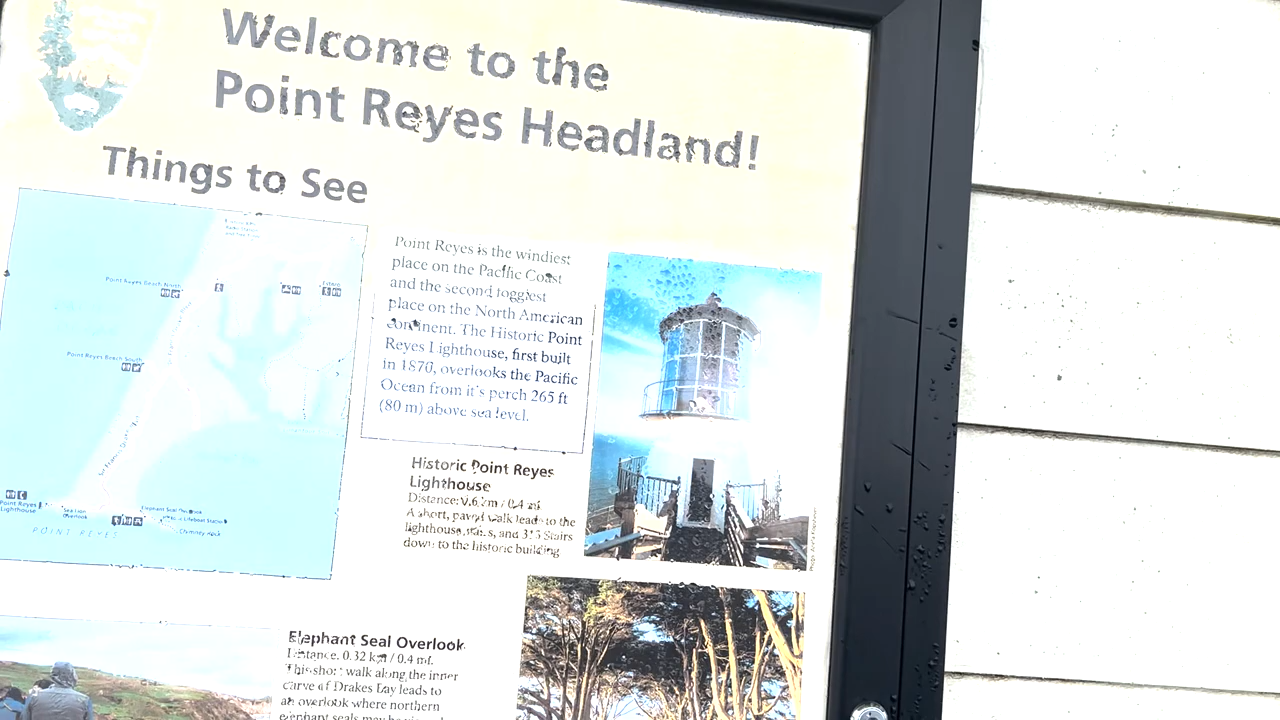 Welcome to the
Point Reyes Headland!
Things to See
Point Reyes Beach North
Point Reyes Beach South
Point Reyes
Lighthouse
Sea Lion
Overlook
Chimney Rock
POINT REYES
Point Reyes is the windiest
place on the Pacific Coast
and the second foggiest
place on the North American
continent. The Historic Point
Reyes Lighthouse, first built
in 1870, overlooks the Pacific
Ocean from it's perch 265 ft
(80 m) above sea level.
Historic Point Reyes
Lighthouse
Distance: 0.6 km / 0.4 mi
A short, paved walk leads to the
lighthouse, and 313 stairs
down to the historic building.
Elephant Seal Overlook
Distance: 0.32 km / 0.4 mi.
This short walk along the inner
curve of Drakes Bay leads to
an overlook where northern
elephant seals may be